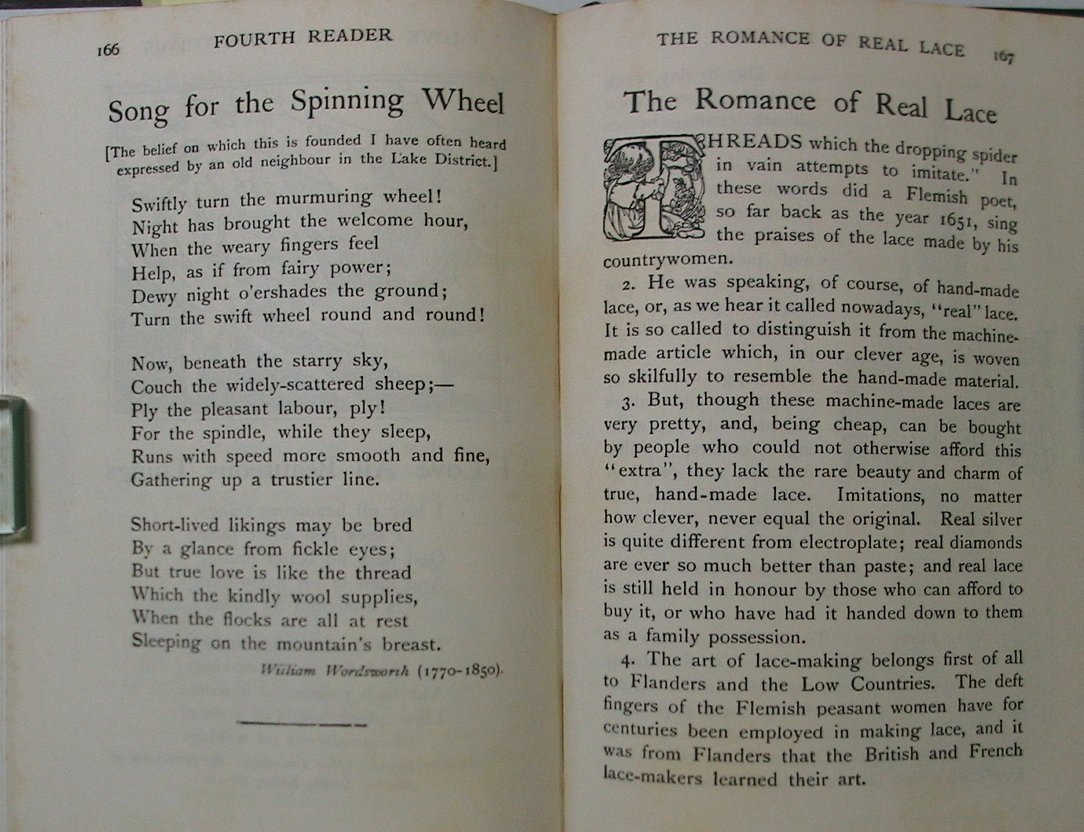 166 FOURTH READER
Song for the Spinning Wheel
[The belief on which this is founded I have often heard
expressed by an old neighbour in the Lake District.]
Swiftly turn the murmuring wheel!
Night has brought the welcome hour,
When the weary fingers feel
Help, as if from fairy power;
Dewy night o'ershades the ground;
Turn the swift wheel round and round!
Now, beneath the starry sky,
Couch the widely-scattered sheep;—
Ply the pleasant labour, ply!
For the spindle, while they sleep,
Runs with speed more smooth and fine,
Gathering up a trustier line.
Short-lived likings may be bred
By a glance from fickle eyes;
But true love is like the thread
Which the kindly wool supplies,
When the flocks are all at rest
Sleeping on the mountain's breast.
William Wordsworth (1770-1850).
THE ROMANCE OF REAL LACE 167
The Romance of Real Lace
THREADS which the dropping spider
in vain attempts to imitate." In
these words did a Flemish poet,
so far back as the year 1651, sing
the praises of the lace made by his
countrywomen.
2. He was speaking, of course, of hand-made
lace, or, as we hear it called nowadays, "real" lace.
It is so called to distinguish it from the machine-
made article which, in our clever age, is woven
so skilfully to resemble the hand-made material.
3. But, though these machine-made laces are
very pretty, and, being cheap, can be bought
by people who could not otherwise afford this
"extra", they lack the rare beauty and charm of
true, hand-made lace. Imitations, no matter
how clever, never equal the original. Real silver
is quite different from electroplate; real diamonds
are ever so much better than paste; and real lace
is still held in honour by those who can afford to
buy it, or who have had it handed down to them
as a family possession.
4. The art of lace-making belongs first of all
to Flanders and the Low Countries. The deft
fingers of the Flemish peasant women have for
centuries been employed in making lace, and it
was from Flanders that the British and French
lace-makers learned their art.